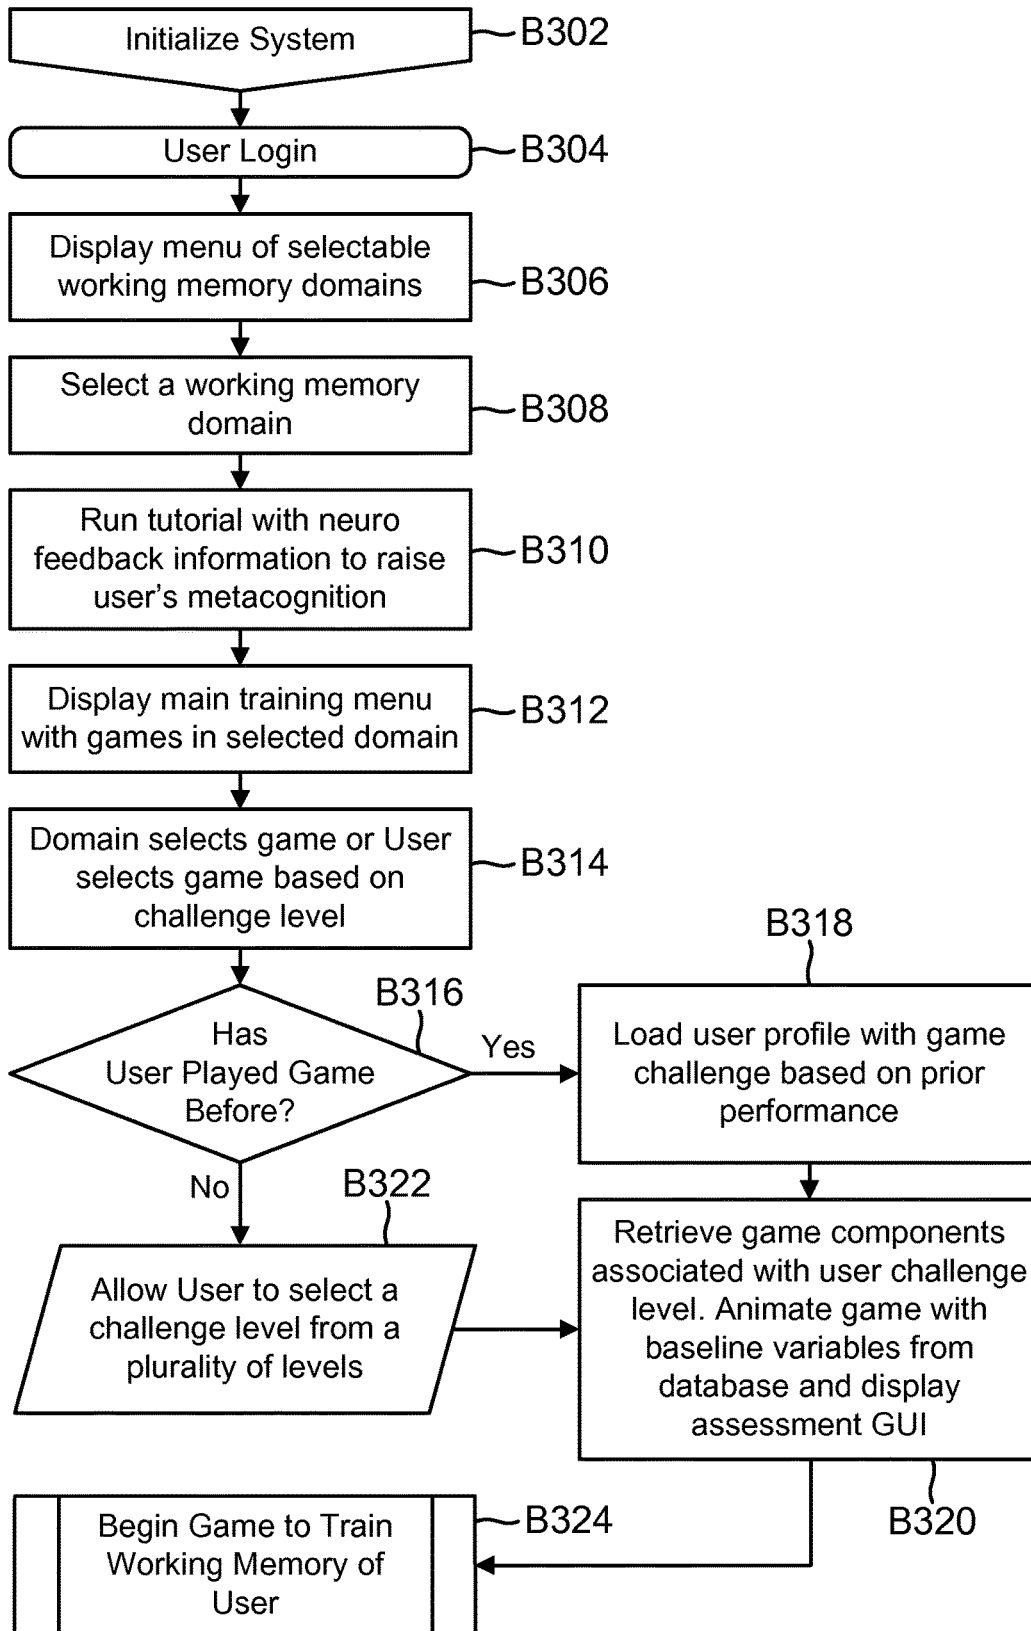 Initialize System
B302
User Login
B304
Display menu of selectable
working memory domains
B306
Select a working memory
domain
B308
Run tutorial with neuro
feedback information to raise
user's metacognition
B310
Display main training menu
with games in selected domain
B312
Domain selects game or User
selects game based on
challenge level
B314
Has
User Played Game
Before?
B316
Yes
No
B318
Load user profile with game
challenge based on prior
performance
B322
Allow User to select a
challenge level from a
plurality of levels
Retrieve game components
associated with user challenge
level. Animate game with
baseline variables from
database and display
assessment GUI
B320
Begin Game to Train
Working Memory of
User
B324